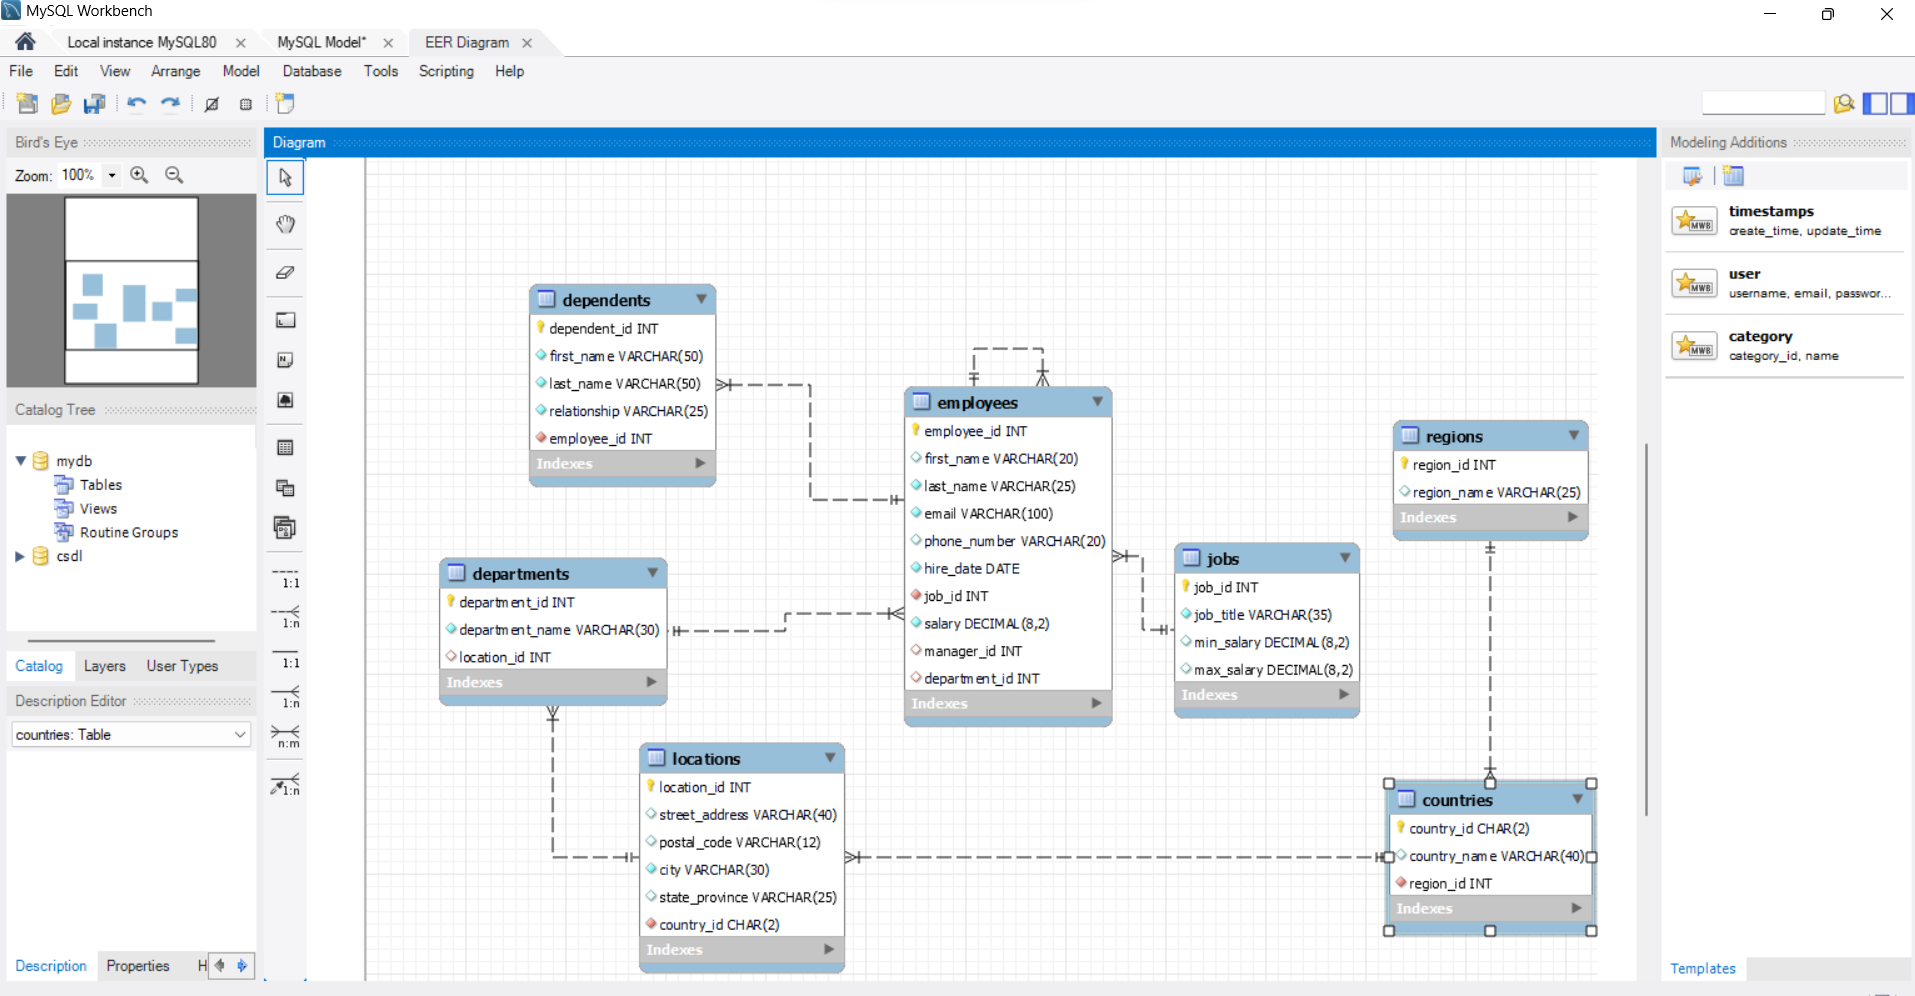 MySQL Workbench
Local instance MySQL80
MySQL Model*
EER Diagram
File Edit View Arrange Model Database Tools Scripting Help
Bird's Eye
Zoom: 100%
Catalog Tree
mydb
Tables
Views
Routine Groups
csdl
Catalog Layers User Types
Description Editor
countries: Table
Description Properties H
Diagram
1:1
1:n
1:1
1:n
n:m
1:n
dependents
dependent_id INT
first_name VARCHAR(50)
last_name VARCHAR(50)
relationship VARCHAR(25)
employee_id INT
Indexes
departments
department_id INT
department_name VARCHAR(30)
location_id INT
Indexes
locations
location_id INT
street_address VARCHAR(40)
postal_code VARCHAR(12)
city VARCHAR(30)
state_province VARCHAR(25)
country_id CHAR(2)
Indexes
employees
employee_id INT
first_name VARCHAR(20)
last_name VARCHAR(25)
email VARCHAR(100)
phone_number VARCHAR(20)
hire_date DATE
job_id INT
salary DECIMAL(8,2)
manager_id INT
department_id INT
Indexes
jobs
job_id INT
job_title VARCHAR(35)
min_salary DECIMAL(8,2)
max_salary DECIMAL(8,2)
Indexes
regions
region_id INT
region_name VARCHAR(25)
Indexes
countries
country_id CHAR(2)
country_name VARCHAR(40)
region_id INT
Indexes
Modeling Additions
MWB
timestamps
create_time, update_time
MWB
user
username, email, passwor...
MWB
category
category_id, name
Templates